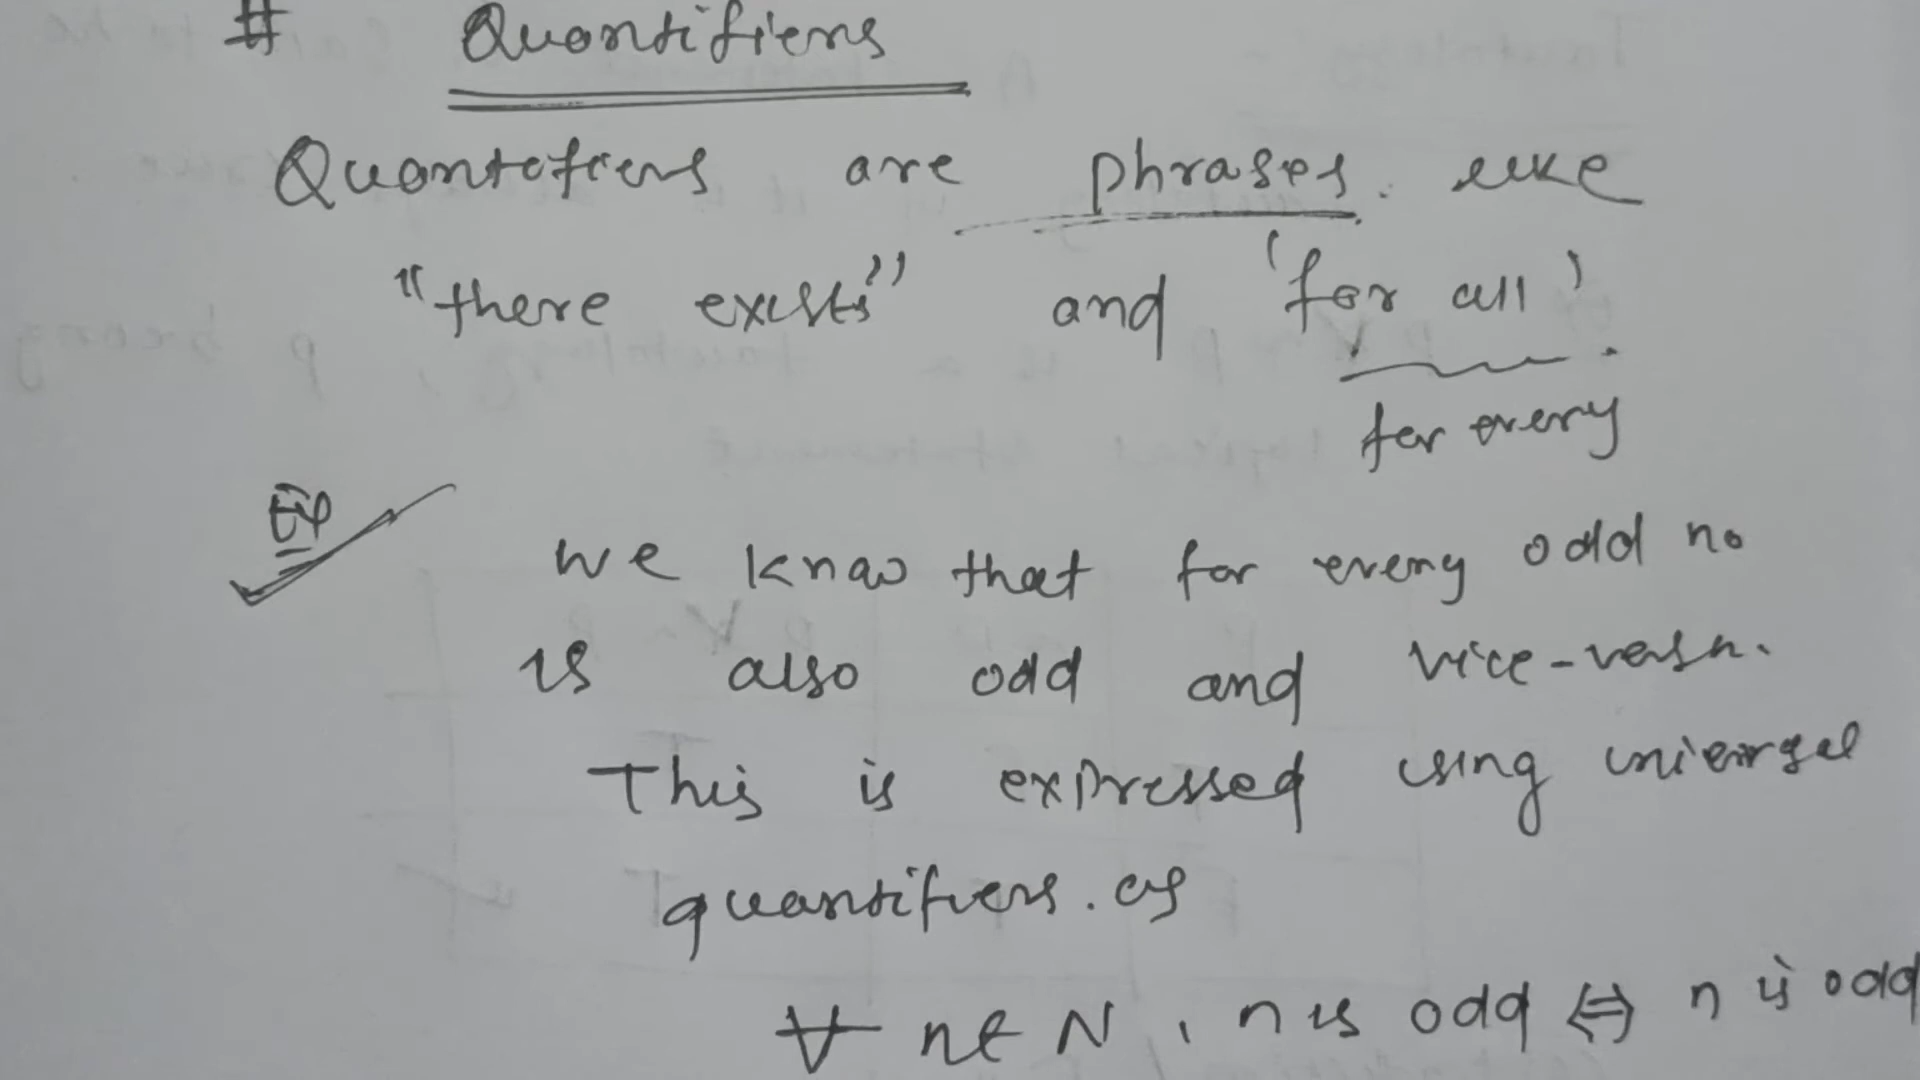 # Quantifiers
Quantifiers are phrases like
"there exists" and 'for all'
for every
Ex
we know that for every odd no
is also odd and vice-versa.
This is expressed using universal
quantifiers. as
∀ n ∈ N, n is odd ⇔ n is odd